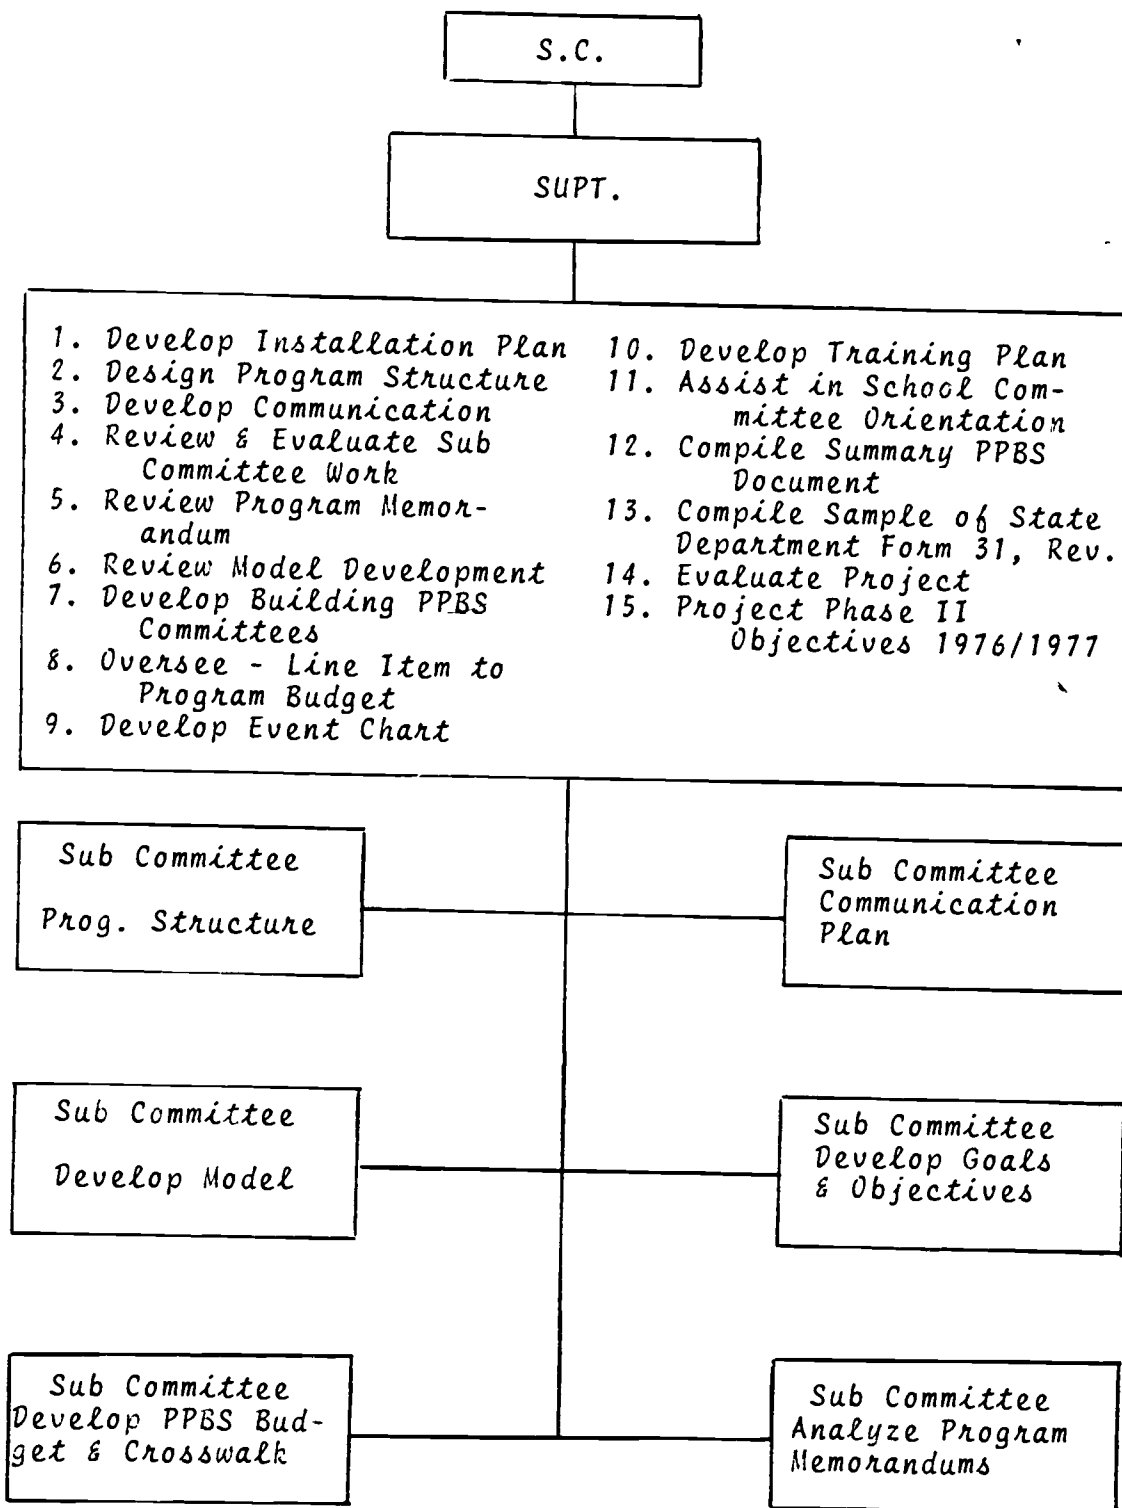 S.C.
SUPT.
1. Develop Installation Plan
2. Design Program Structure
3. Develop Communication
4. Review & Evaluate Sub
Committee Work
5. Review Program Memor-
andum
6. Review Model Development
7. Develop Building PPBS
Committees
8. Oversee - Line Item to
Program Budget
9. Develop Event Chart
10. Develop Training Plan
11. Assist in School Com-
mittee Orientation
12. Compile Summary PPBS
Document
13. Compile Sample of State
Department Form 31, Rev.
14. Evaluate Project
15. Project Phase II
Objectives 1976/1977
Sub Committee
Prog. Structure
Sub Committee
Communication
Plan
Sub Committee
Develop Model
Sub Committee
Develop Goals
& Objectives
Sub Committee
Develop PPBS Bud-
get & Crosswalk
Sub Committee
Analyze Program
Memorandums